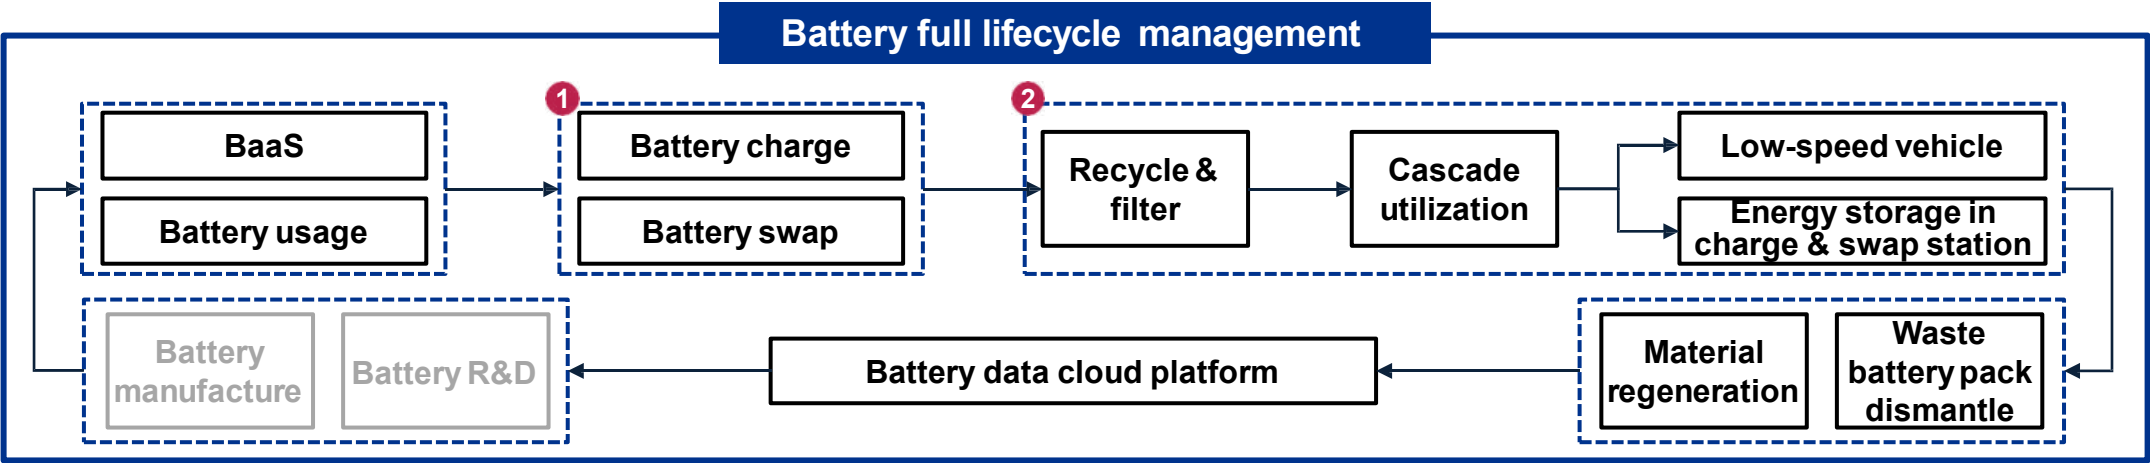 Battery full lifecycle management
1
2
BaaS
Battery usage
Battery charge
Battery swap
Recycle &
filter
Cascade
utilization
Low-speed vehicle
Energy storage in
charge & swap station
Battery
manufacture
Battery R&D
Battery data cloud platform
Material
regeneration
Waste
battery pack
dismantle